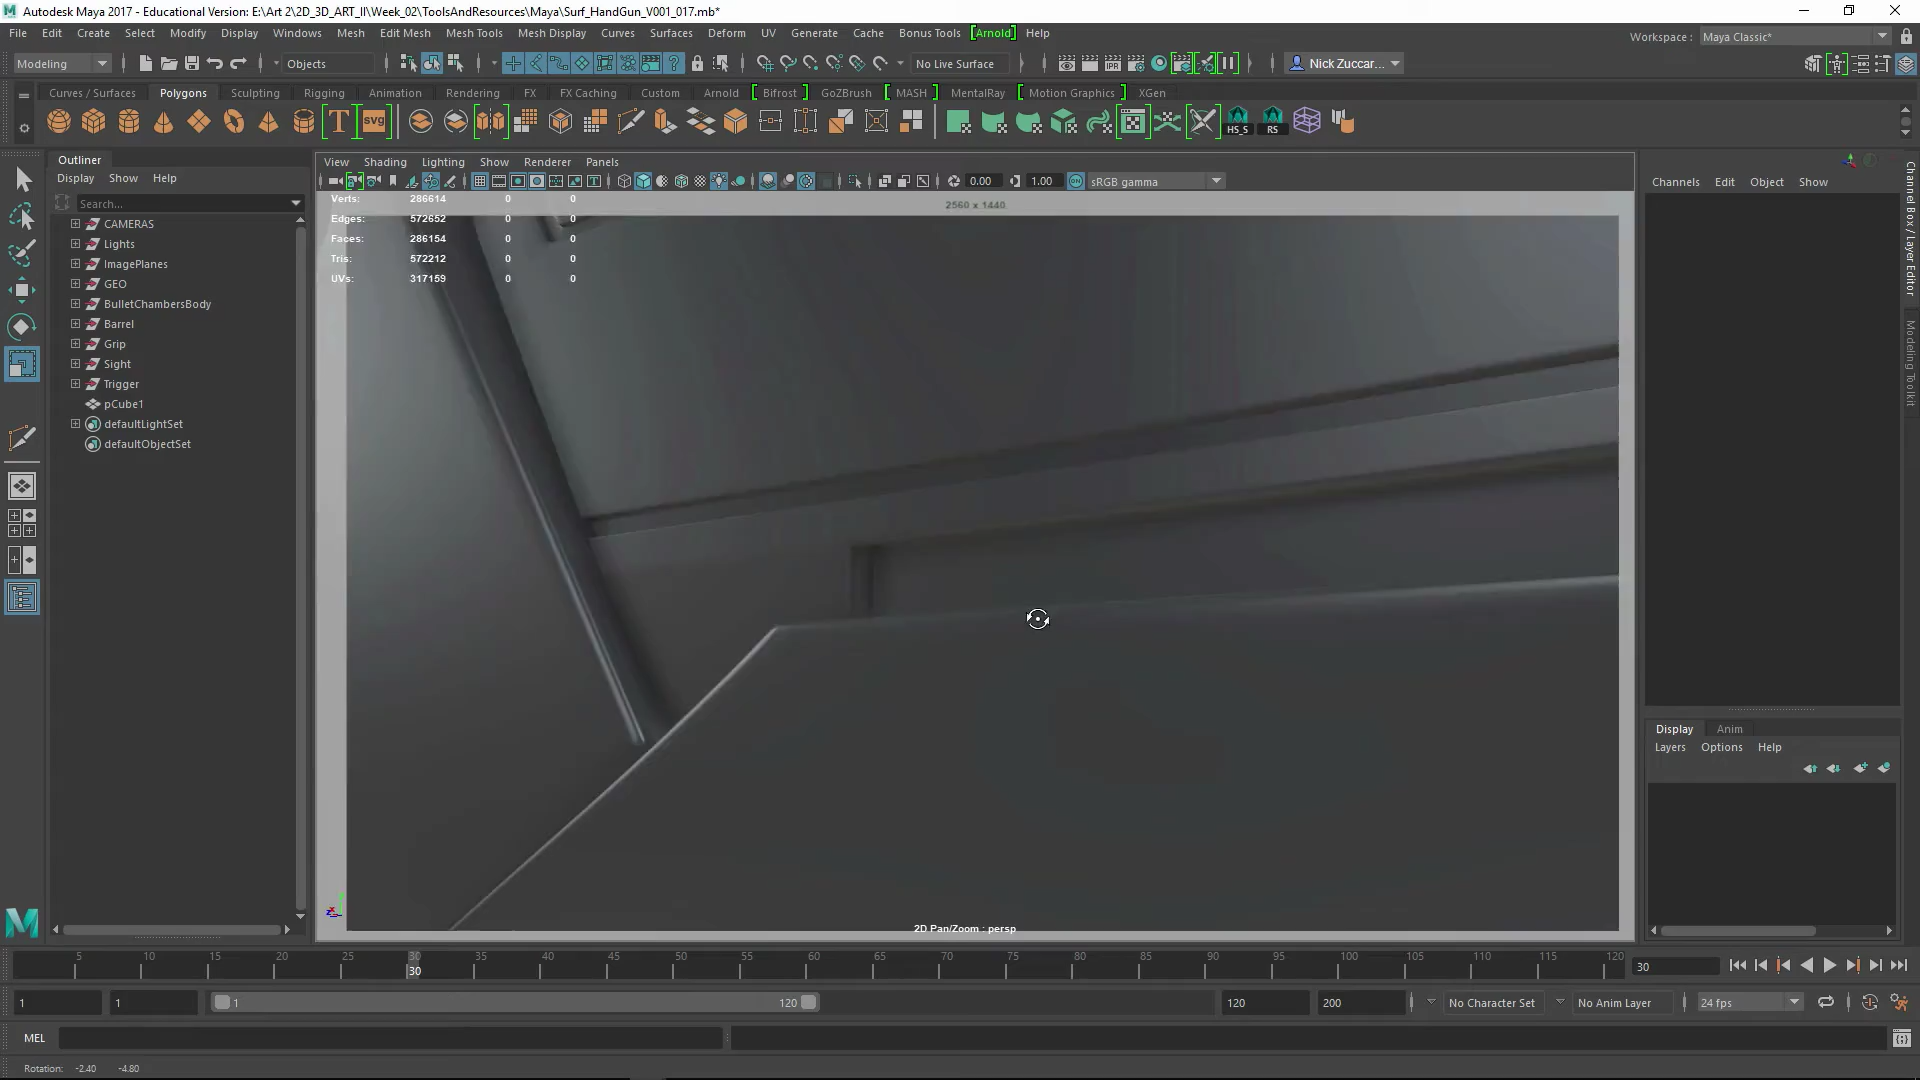 Autodesk Maya 2017 - Educational Version: E:\Art 2\2D_3D_ART_II\Week_02\ToolsAndResources\Maya\Surf_HandGun_V001_017.mb*
File Edit Create Select Modify Display Windows Mesh Edit Mesh Mesh Tools Mesh Display Curves Surfaces Deform UV Generate Cache Bonus Tools [Arnold] Help
Workspace : Maya Classic*
Modeling Objects No Live Surface Nick Zuccar...
Curves / Surfaces Polygons Sculpting Rigging Animation Rendering FX FX Caching Custom Arnold Bifrost GoZBrush MASH MentalRay Motion Graphics XGen
T svg HS_S RS
Outliner
Display Show Help
Search...
CAMERAS
Lights
ImagePlanes
GEO
BulletChambersBody
Barrel
Grip
Sight
Trigger
pCube1
defaultLightSet
defaultObjectSet
View Shading Lighting Show Renderer Panels
0.00 1.00 sRGB gamma
2560 x 1440
Verts: 286614 0 0
Edges: 572652 0 0
Faces: 286154 0 0
Tris: 572212 0 0
UVs: 317159 0 0
2D Pan/Zoom : persp
Channels Edit Object Show
Channel Box / Layer Editor
Modeling Toolkit
Display Anim
Layers Options Help
5 10 15 20 25 30 35 40 45 50 55 60 65 70 75 80 85 90 95 100 105 110 115 120
30
30
1 1 1 120 120 200 No Character Set No Anim Layer 24 fps
MEL
Rotation: -2.40 -4.80